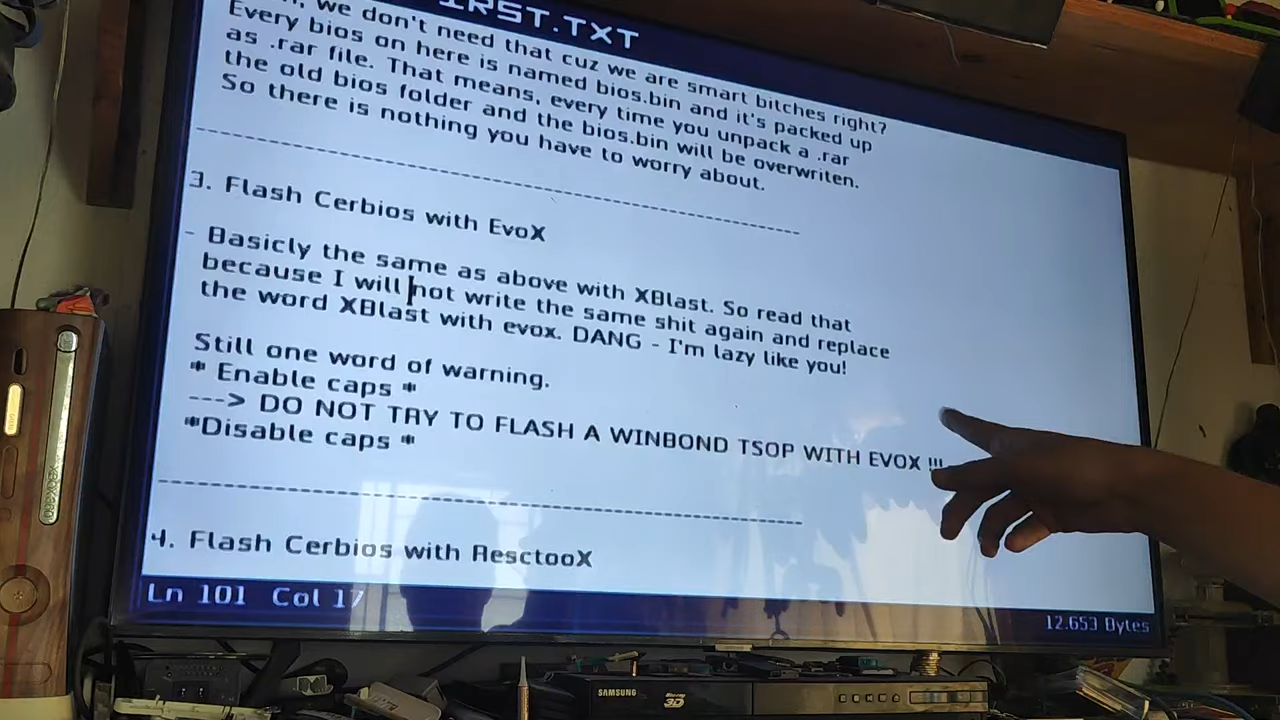 IRST.TXT
we don't need that cuz we are smart bitches right?
Every bios on here is named bios.bin and it's packed up
as .rar file. That means, every time you unpack a .rar
the old bios folder and the bios.bin will be overwriten.
So there is nothing you have to worry about.
3. Flash Cerbios with EvoX
- Basicly the same as above with XBlast. So read that
because I will not write the same shit again and replace
the word XBlast with evox. DANG - I'm lazy like you!
Still one word of warning.
* Enable caps *
---> DO NOT TRY TO FLASH A WINBOND TSOP WITH EVOX !!!
*Disable caps *
4. Flash Cerbios with ResctooX
Ln 101 Col 17
12.653 Bytes
XBOX360
SAMSUNG
Blu-ray
3D